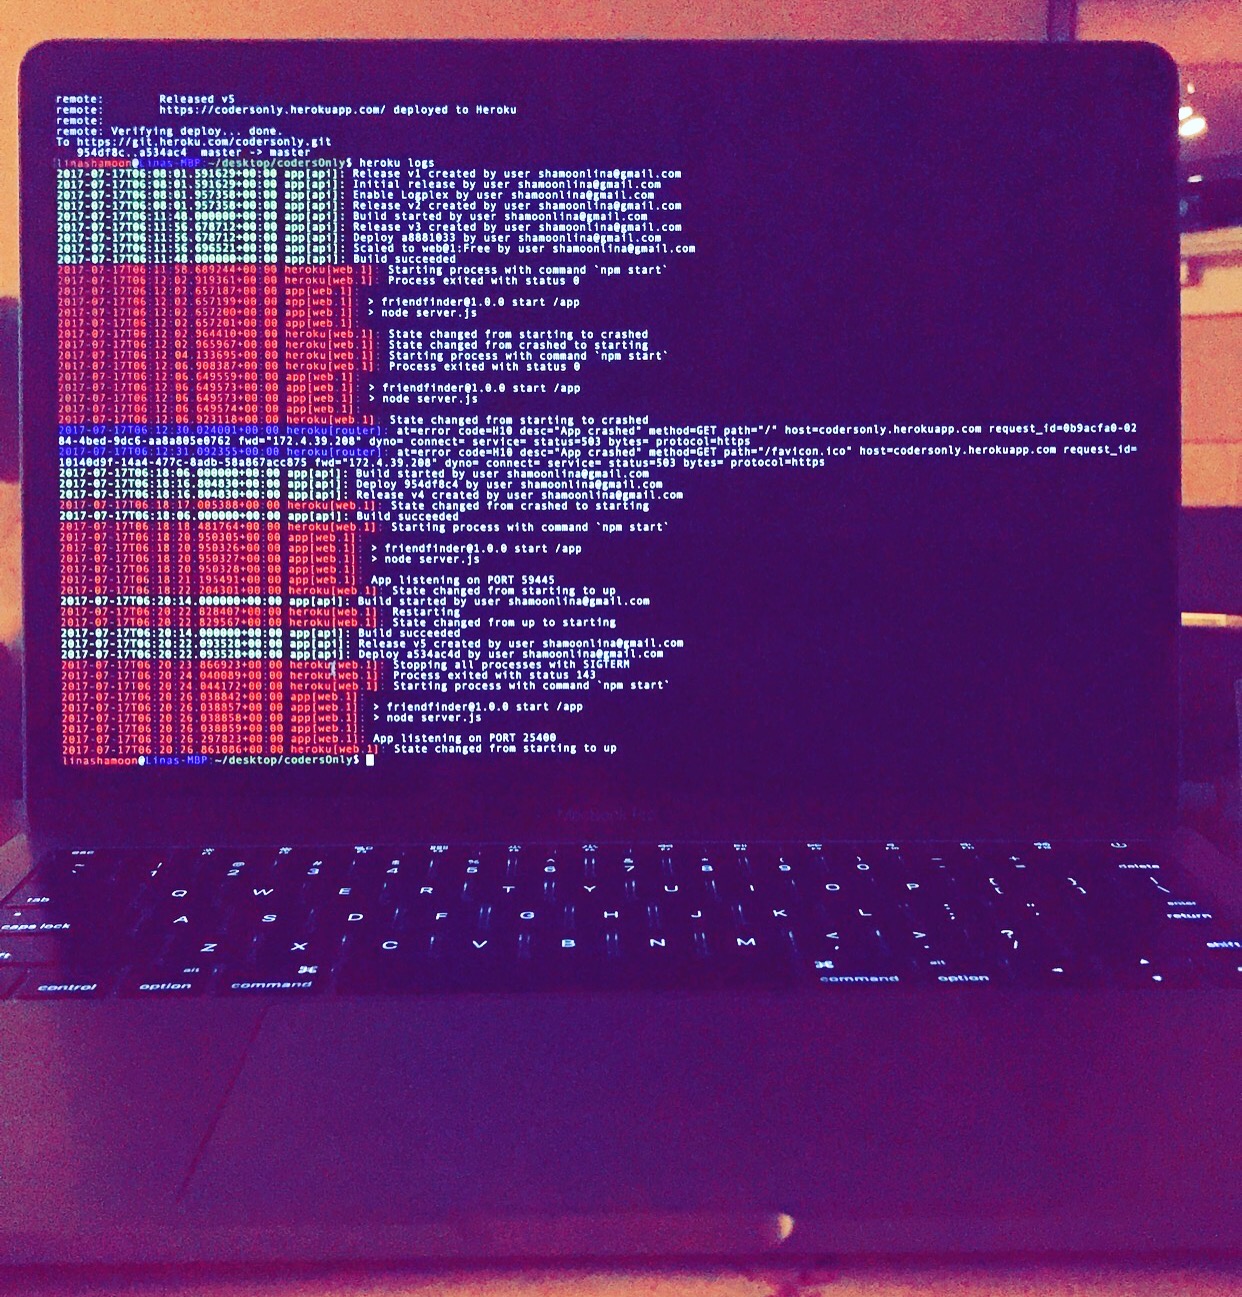 remote: Released v5
remote: https://codersonly.herokuapp.com/ deployed to Heroku
remote:
remote: Verifying deploy... done.
To https://git.heroku.com/codersonly.git
954df8c..a534ac4 master -> master
linashamoon@Linas-MBP:~/desktop/codersOnly$ heroku logs
2017-07-17T06:08:01.591629+00:00 app[api]: Release v1 created by user shamoonlina@gmail.com
2017-07-17T06:08:01.591629+00:00 app[api]: Initial release by user shamoonlina@gmail.com
2017-07-17T06:08:01.957358+00:00 app[api]: Enable Logplex by user shamoonlina@gmail.com
2017-07-17T06:08:01.957358+00:00 app[api]: Release v2 created by user shamoonlina@gmail.com
2017-07-17T06:11:48.000000+00:00 app[api]: Build started by user shamoonlina@gmail.com
2017-07-17T06:11:56.678712+00:00 app[api]: Release v3 created by user shamoonlina@gmail.com
2017-07-17T06:11:56.678712+00:00 app[api]: Deploy a8881033 by user shamoonlina@gmail.com
2017-07-17T06:11:56.696521+00:00 app[api]: Scaled to web@1:Free by user shamoonlina@gmail.com
2017-07-17T06:11:48.000000+00:00 app[api]: Build succeeded
2017-07-17T06:11:58.689244+00:00 heroku[web.1]: Starting process with command `npm start`
2017-07-17T06:12:02.919361+00:00 heroku[web.1]: Process exited with status 0
2017-07-17T06:12:02.657187+00:00 app[web.1]:
2017-07-17T06:12:02.657199+00:00 app[web.1]: > friendfinder@1.0.0 start /app
2017-07-17T06:12:02.657200+00:00 app[web.1]: > node server.js
2017-07-17T06:12:02.657201+00:00 app[web.1]:
2017-07-17T06:12:02.964410+00:00 heroku[web.1]: State changed from starting to crashed
2017-07-17T06:12:02.965967+00:00 heroku[web.1]: State changed from crashed to starting
2017-07-17T06:12:04.133695+00:00 heroku[web.1]: Starting process with command `npm start`
2017-07-17T06:12:06.908387+00:00 heroku[web.1]: Process exited with status 0
2017-07-17T06:12:06.649559+00:00 app[web.1]:
2017-07-17T06:12:06.649573+00:00 app[web.1]: > friendfinder@1.0.0 start /app
2017-07-17T06:12:06.649573+00:00 app[web.1]: > node server.js
2017-07-17T06:12:06.649574+00:00 app[web.1]:
2017-07-17T06:12:06.923118+00:00 heroku[web.1]: State changed from starting to crashed
2017-07-17T06:12:30.024001+00:00 heroku[router]: at=error code=H10 desc="App crashed" method=GET path="/" host=codersonly.herokuapp.com request_id=0b9acfa0-02
84-4bed-9dc6-aa8a805e0762 fwd="172.4.39.208" dyno= connect= service= status=503 bytes= protocol=https
2017-07-17T06:12:31.092355+00:00 heroku[router]: at=error code=H10 desc="App crashed" method=GET path="/favicon.ico" host=codersonly.herokuapp.com request_id=
10140d9f-14a4-477c-8adb-58a867acc875 fwd="172.4.39.208" dyno= connect= service= status=503 bytes= protocol=https
2017-07-17T06:18:06.000000+00:00 app[api]: Build started by user shamoonlina@gmail.com
2017-07-17T06:18:16.804830+00:00 app[api]: Deploy 954df8c4 by user shamoonlina@gmail.com
2017-07-17T06:18:16.804830+00:00 app[api]: Release v4 created by user shamoonlina@gmail.com
2017-07-17T06:18:17.005388+00:00 heroku[web.1]: State changed from crashed to starting
2017-07-17T06:18:06.000000+00:00 app[api]: Build succeeded
2017-07-17T06:18:18.481764+00:00 heroku[web.1]: Starting process with command `npm start`
2017-07-17T06:18:20.950305+00:00 app[web.1]:
2017-07-17T06:18:20.950326+00:00 app[web.1]: > friendfinder@1.0.0 start /app
2017-07-17T06:18:20.950327+00:00 app[web.1]: > node server.js
2017-07-17T06:18:20.950328+00:00 app[web.1]:
2017-07-17T06:18:21.195491+00:00 app[web.1]: App listening on PORT 59445
2017-07-17T06:18:22.204301+00:00 heroku[web.1]: State changed from starting to up
2017-07-17T06:20:14.000000+00:00 app[api]: Build started by user shamoonlina@gmail.com
2017-07-17T06:20:22.828407+00:00 heroku[web.1]: Restarting
2017-07-17T06:20:22.829567+00:00 heroku[web.1]: State changed from up to starting
2017-07-17T06:20:14.000000+00:00 app[api]: Build succeeded
2017-07-17T06:20:22.093528+00:00 app[api]: Release v5 created by user shamoonlina@gmail.com
2017-07-17T06:20:22.093528+00:00 app[api]: Deploy a534ac4d by user shamoonlina@gmail.com
2017-07-17T06:20:23.866923+00:00 heroku[web.1]: Stopping all processes with SIGTERM
2017-07-17T06:20:24.040089+00:00 heroku[web.1]: Process exited with status 143
2017-07-17T06:20:24.044172+00:00 heroku[web.1]: Starting process with command `npm start`
2017-07-17T06:20:26.038842+00:00 app[web.1]:
2017-07-17T06:20:26.038857+00:00 app[web.1]: > friendfinder@1.0.0 start /app
2017-07-17T06:20:26.038858+00:00 app[web.1]: > node server.js
2017-07-17T06:20:26.038859+00:00 app[web.1]:
2017-07-17T06:20:26.297823+00:00 app[web.1]: App listening on PORT 25400
2017-07-17T06:20:26.861086+00:00 heroku[web.1]: State changed from starting to up
linashamoon@Linas-MBP:~/desktop/codersOnly$
esc
~ ! @ # $ % ^ & * ( ) _ + delete
1 2 3 4 5 6 7 8 9 0
tab Q W E R T Y U I O P { } \
caps lock A S D F G H J K L : ; " enter return
Z X C V B N M < > . ? / shift
control alt option ⌘ command ⌘ command alt option